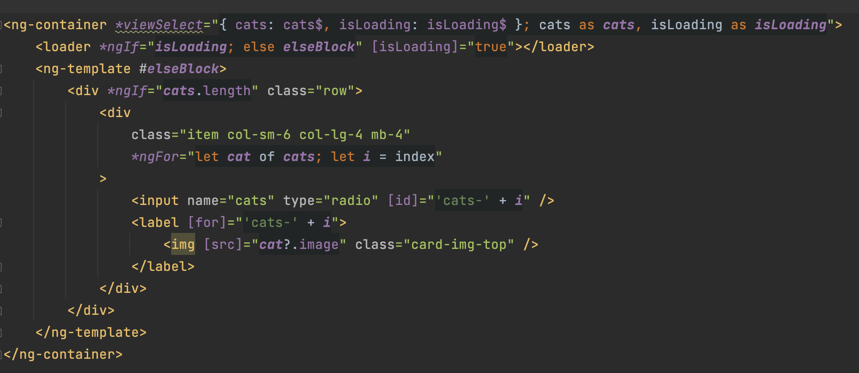 <ng-container *viewSelect="{ cats: cats$, isLoading: isLoading$ }; cats as cats, isLoading as isLoading">
<loader *ngIf="isLoading; else elseBlock" [isLoading]="true"></loader>
<ng-template #elseBlock>
<div *ngIf="cats.length" class="row">
<div
class="item col-sm-6 col-lg-4 mb-4"
*ngFor="let cat of cats; let i = index"
>
<input name="cats" type="radio" [id]="'cats-' + i" />
<label [for]="'cats-' + i">
<img [src]="cat?.image" class="card-img-top" />
</label>
</div>
</div>
</ng-template>
</ng-container>